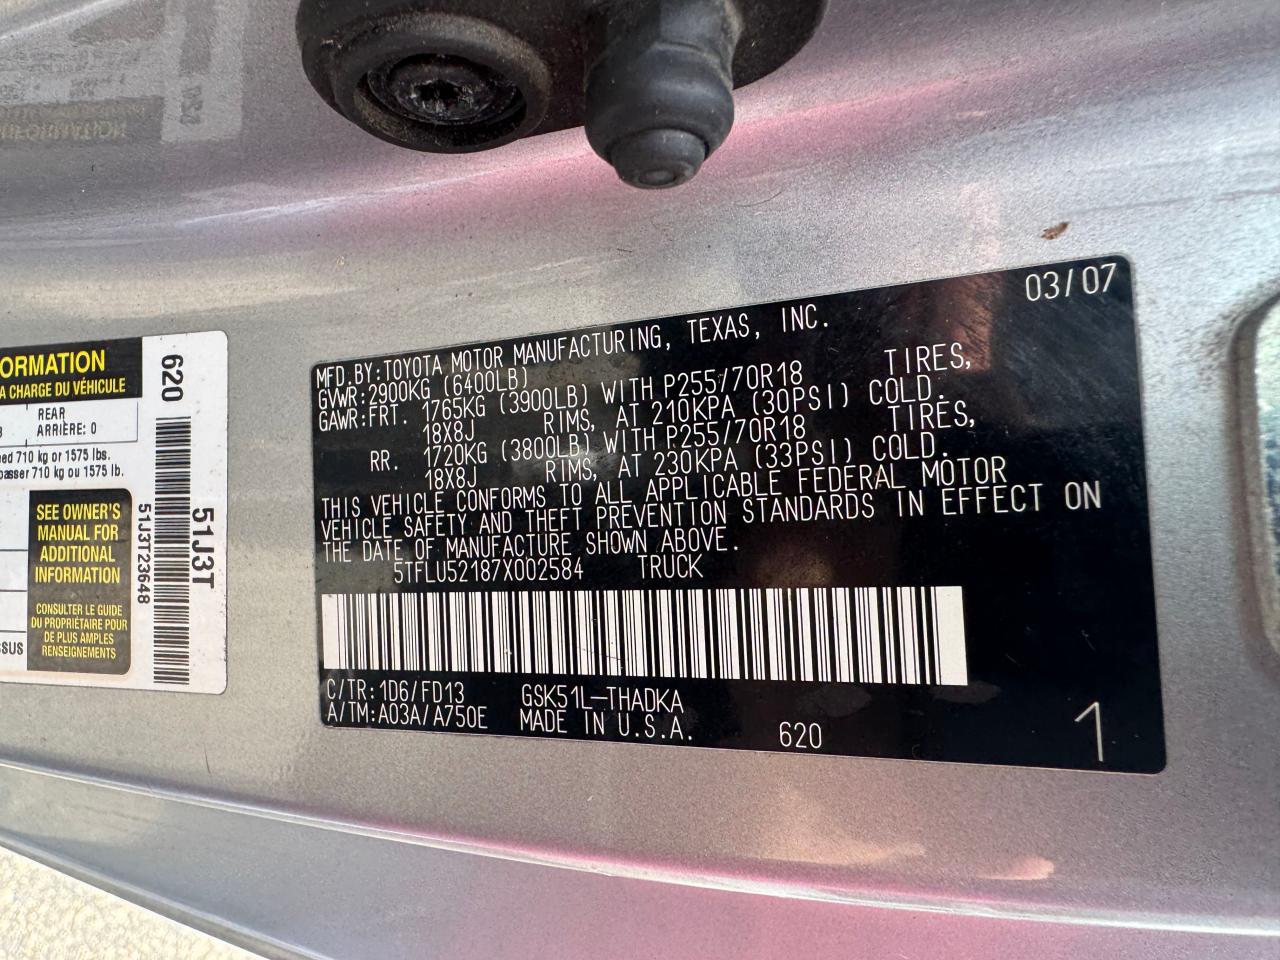 03/07
MFD.BY:TOYOTA MOTOR MANUFACTURING, TEXAS, INC.
GVWR:2900KG (6400LB)
GAWR:FRT. 1765KG (3900LB) WITH P255/70R18 TIRES,
18X8J RIMS, AT 210KPA (30PSI) COLD.
RR. 1720KG (3800LB) WITH P255/70R18 TIRES,
18X8J RIMS, AT 230KPA (33PSI) COLD.
THIS VEHICLE CONFORMS TO ALL APPLICABLE FEDERAL MOTOR
VEHICLE SAFETY AND THEFT PREVENTION STANDARDS IN EFFECT ON
THE DATE OF MANUFACTURE SHOWN ABOVE.
5TFLU52187X002584 TRUCK
C/TR:1D6/FD13 GSK51L-THADKA
A/TM:A03A/A750E MADE IN U.S.A. 620
1
A CHARGE DU VÉHICULE
REAR
ARRIÈRE: 0
710 kg or 1575 lbs.
710 kg ou 1575 lb.
SEE OWNER'S
MANUAL FOR
ADDITIONAL
INFORMATION
CONSULTER LE GUIDE
DU PROPRIÉTAIRE POUR
DE PLUS AMPLES
RENSEIGNEMENTS
620
51J3T
51J3T23648